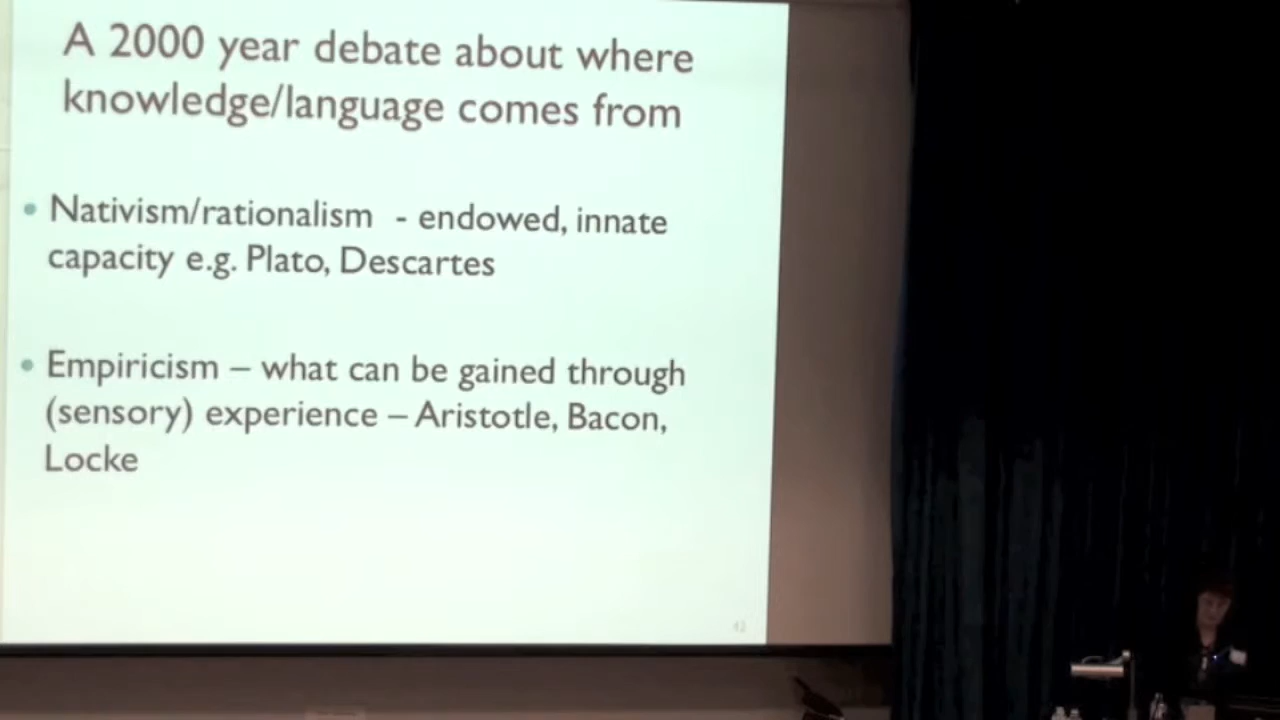 A 2000 year debate about where
knowledge/language comes from
• Nativism/rationalism - endowed, innate
capacity e.g. Plato, Descartes
• Empiricism – what can be gained through
(sensory) experience – Aristotle, Bacon,
Locke